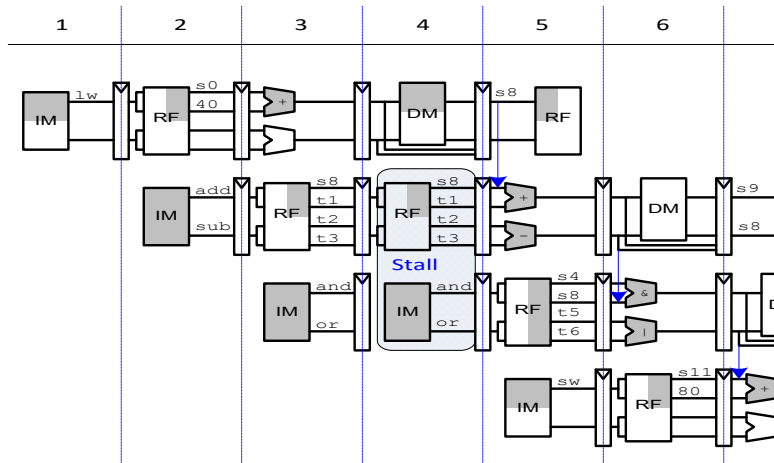 1 2 3 4 5 6
lw s0 s8
40 +
IM RF DM RF
add s8 s8 s9
t1 t1 +
IM RF RF DM
sub t2 t2 - s8
t3 t3
Stall
and and s4
s8 &
IM IM RF D
or or t5
t6 |
sw s11
80 +
IM RF